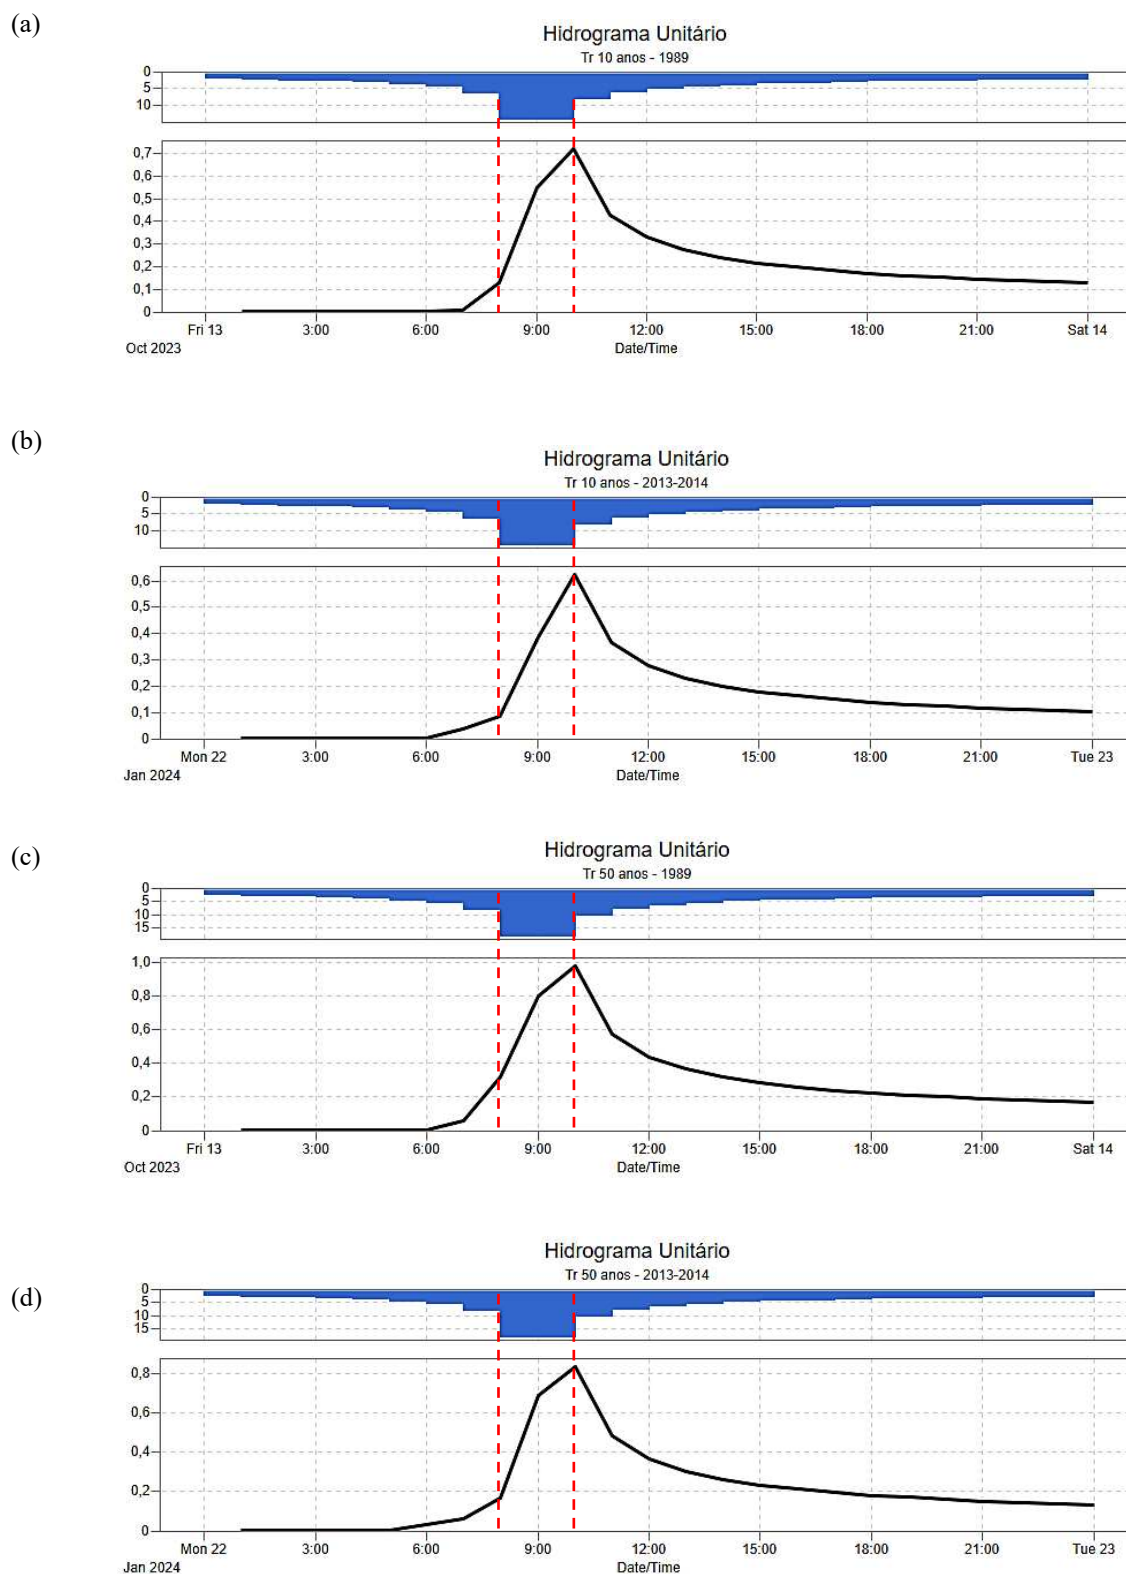 (a)
Hidrograma Unitário
Tr 10 anos - 1989
0
5
10
0,7
0,6
0,5
0,4
0,3
0,2
0,1
0
Fri 13 3:00 6:00 9:00 12:00 15:00 18:00 21:00 Sat 14
Oct 2023 Date/Time
(b)
Hidrograma Unitário
Tr 10 anos - 2013-2014
0
5
10
0,6
0,5
0,4
0,3
0,2
0,1
0
Mon 22 3:00 6:00 9:00 12:00 15:00 18:00 21:00 Tue 23
Jan 2024 Date/Time
(c)
Hidrograma Unitário
Tr 50 anos - 1989
0
5
10
15
1,0
0,8
0,6
0,4
0,2
0
Fri 13 3:00 6:00 9:00 12:00 15:00 18:00 21:00 Sat 14
Oct 2023 Date/Time
(d)
Hidrograma Unitário
Tr 50 anos - 2013-2014
0
5
10
15
0,8
0,6
0,4
0,2
0
Mon 22 3:00 6:00 9:00 12:00 15:00 18:00 21:00 Tue 23
Jan 2024 Date/Time